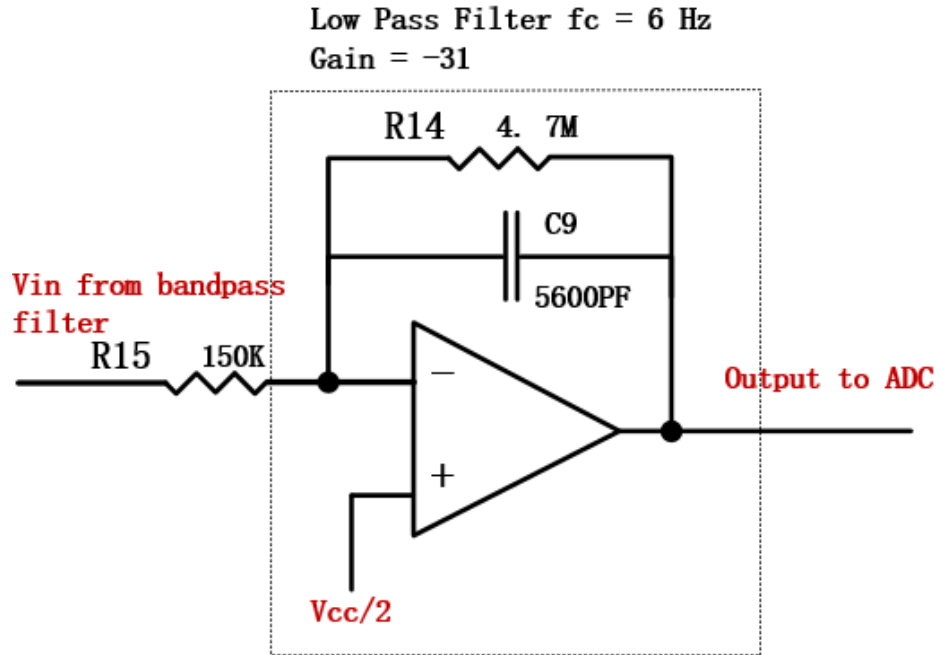 Low Pass Filter fc = 6 Hz
Gain = -31
R14 4. 7M
C9
5600PF
Vin from bandpass
filter
R15 150K
−
Output to ADC
+
Vcc/2